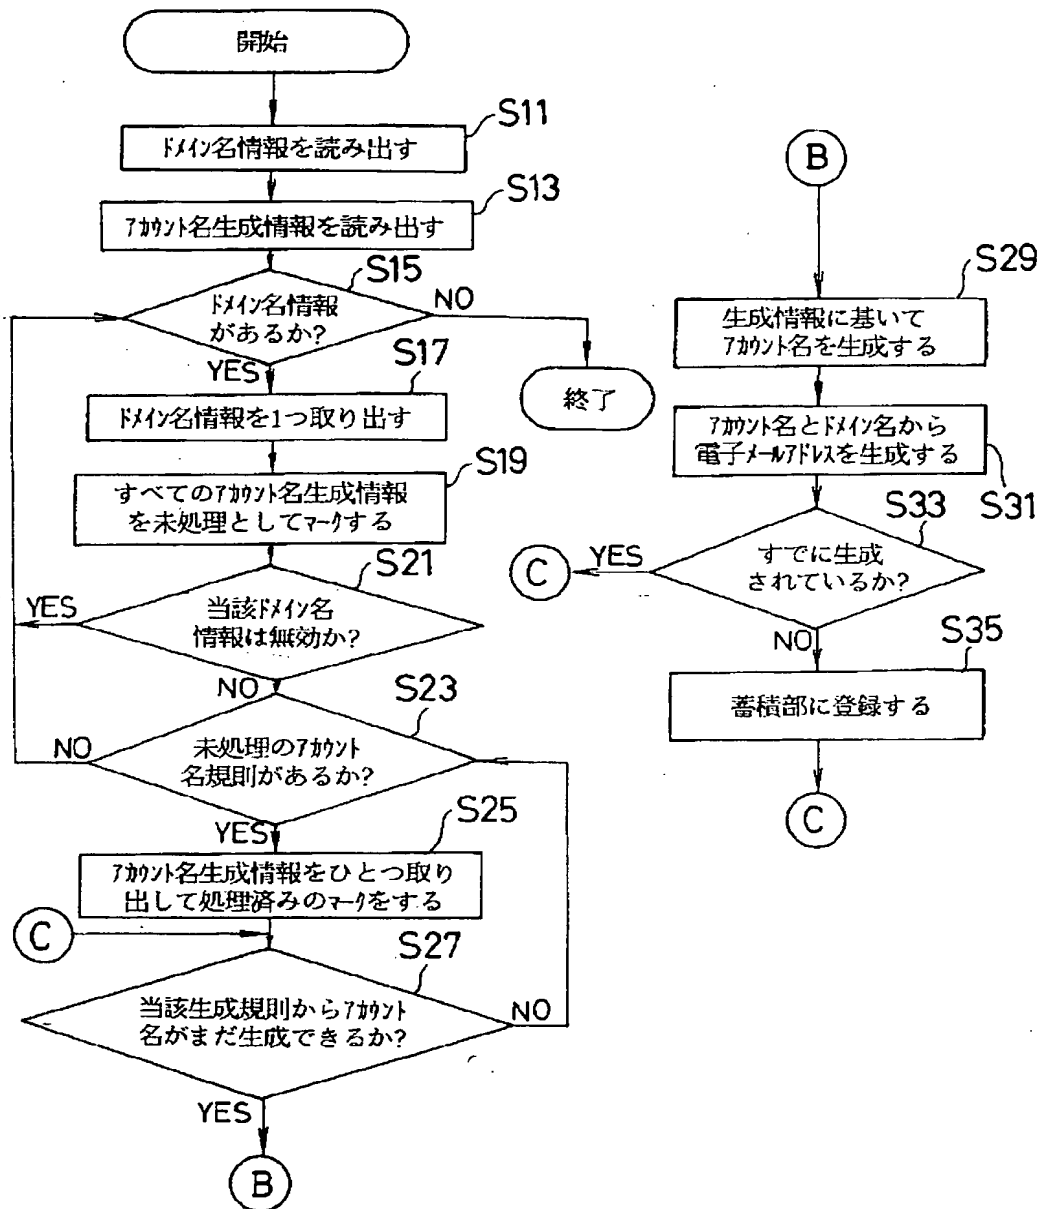 開始
S11
ﾄﾞﾒｲﾝ名情報を読み出す
S13
ｱｶｳﾝﾄ名生成情報を読み出す
S15
ﾄﾞﾒｲﾝ名情報
があるか?
NO
YES
終了
S17
ﾄﾞﾒｲﾝ名情報を1つ取り出す
S19
すべてのｱｶｳﾝﾄ名生成情報
を未処理としてﾏｰｸする
S21
YES
当該ﾄﾞﾒｲﾝ名
情報は無効か?
NO
S23
NO
未処理のｱｶｳﾝﾄ
名規則があるか?
YES
S25
ｱｶｳﾝﾄ名生成情報をひとつ取り
出して処理済みのﾏｰｸをする
C
S27
当該生成規則からｱｶｳﾝﾄ
名がまだ生成できるか?
NO
YES
B
B
S29
生成情報に基いて
ｱｶｳﾝﾄ名を生成する
ｱｶｳﾝﾄ名とﾄﾞﾒｲﾝ名から
電子ﾒｰﾙｱﾄﾞﾚｽを生成する
S31
S33
C
YES
すでに生成
されているか?
NO
S35
蓄積部に登録する
C